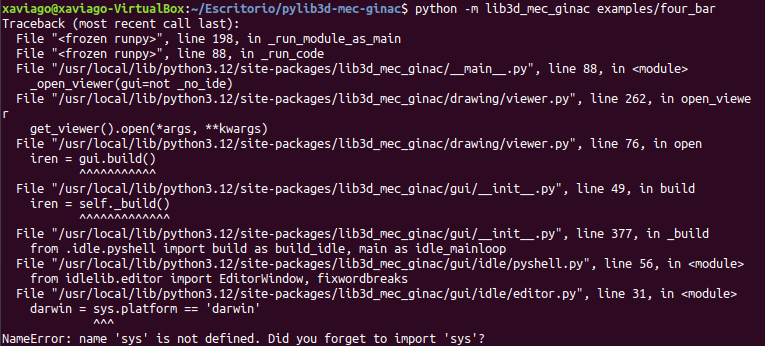 xaviago@xaviago-VirtualBox:~/Escritorio/pylib3d-mec-ginac$ python -m lib3d_mec_ginac examples/four_bar
Traceback (most recent call last):
  File "<frozen runpy>", line 198, in _run_module_as_main
  File "<frozen runpy>", line 88, in _run_code
  File "/usr/local/lib/python3.12/site-packages/lib3d_mec_ginac/__main__.py", line 88, in <module>
    _open_viewer(gui=not _no_ide)
  File "/usr/local/lib/python3.12/site-packages/lib3d_mec_ginac/drawing/viewer.py", line 262, in open_viewe
r
    get_viewer().open(*args, **kwargs)
  File "/usr/local/lib/python3.12/site-packages/lib3d_mec_ginac/drawing/viewer.py", line 76, in open
    iren = gui.build()
           ^^^^^^^^^^^
  File "/usr/local/lib/python3.12/site-packages/lib3d_mec_ginac/gui/__init__.py", line 49, in build
    iren = self._build()
           ^^^^^^^^^^^^^
  File "/usr/local/lib/python3.12/site-packages/lib3d_mec_ginac/gui/__init__.py", line 377, in _build
    from .idle.pyshell import build as build_idle, main as idle_mainloop
  File "/usr/local/lib/python3.12/site-packages/lib3d_mec_ginac/gui/idle/pyshell.py", line 56, in <module>
    from idlelib.editor import EditorWindow, fixwordbreaks
  File "/usr/local/lib/python3.12/site-packages/lib3d_mec_ginac/gui/idle/editor.py", line 31, in <module>
    darwin = sys.platform == 'darwin'
             ^^^
NameError: name 'sys' is not defined. Did you forget to import 'sys'?